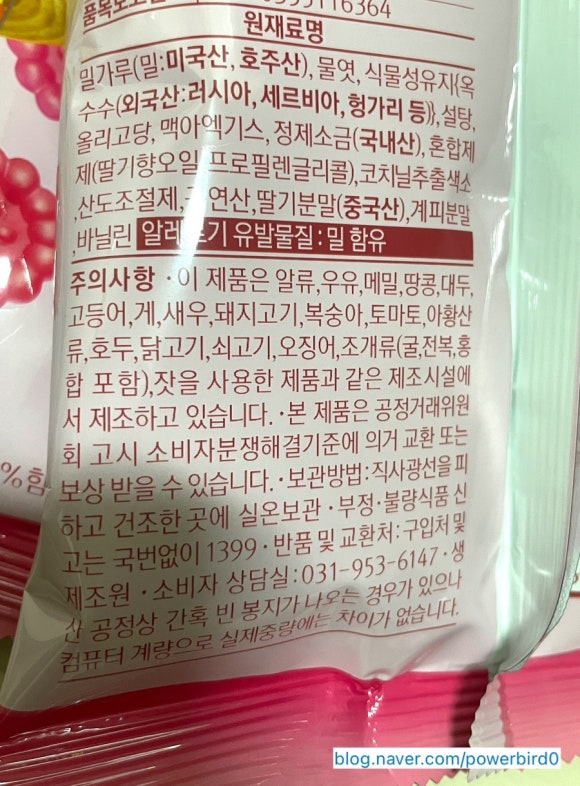 품목보고번호
원재료명
밀가루(밀:미국산, 호주산), 물엿, 식물성유지{옥
수수(외국산:러시아, 세르비아, 헝가리 등)}, 설탕,
올리고당, 맥아엑기스, 정제소금(국내산), 혼합제
제(딸기향오일,프로필렌글리콜),코치닐추출색소
,산도조절제,구연산,딸기분말(중국산),계피분말
,바닐린 알레르기 유발물질 : 밀 함유
주의사항 ·이 제품은 알류,우유,메밀,땅콩,대두,
고등어,게,새우,돼지고기,복숭아,토마토,아황산
류,호두,닭고기,쇠고기,오징어,조개류(굴,전복,홍
합 포함),잣을 사용한 제품과 같은 제조시설에
서 제조하고 있습니다. ·본 제품은 공정거래위원
회 고시 소비자분쟁해결기준에 의거 교환 또는
보상 받을 수 있습니다. ·보관방법 : 직사광선을 피
하고 건조한 곳에 실온보관 ·부정·불량식품 신
고는 국번없이 1399 ·반품 및 교환처 : 구입처 및
제조원 ·소비자 상담실 : 031-953-6147 ·생
산 공정상 간혹 빈 봉지가 나오는 경우가 있으나
컴퓨터 계량으로 실제중량에는 차이가 없습니다.
% 함
blog.naver.com/powerbird0